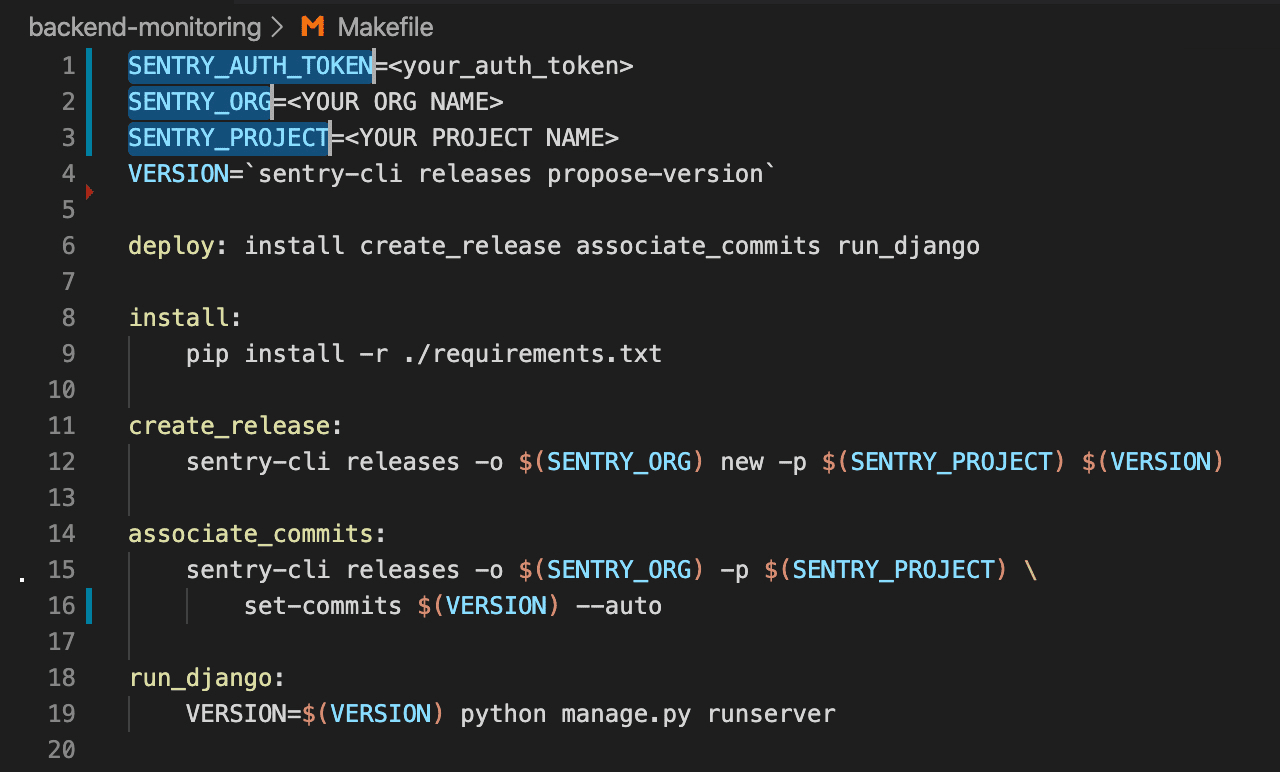 backend-monitoring > M Makefile
1 SENTRY_AUTH_TOKEN=<your_auth_token>
2 SENTRY_ORG=<YOUR ORG NAME>
3 SENTRY_PROJECT=<YOUR PROJECT NAME>
4 VERSION=`sentry-cli releases propose-version`
5
6 deploy: install create_release associate_commits run_django
7
8 install:
9     pip install -r ./requirements.txt
10
11 create_release:
12     sentry-cli releases -o $(SENTRY_ORG) new -p $(SENTRY_PROJECT) $(VERSION)
13
14 associate_commits:
15     sentry-cli releases -o $(SENTRY_ORG) -p $(SENTRY_PROJECT) \
16         set-commits $(VERSION) --auto
17
18 run_django:
19     VERSION=$(VERSION) python manage.py runserver
20